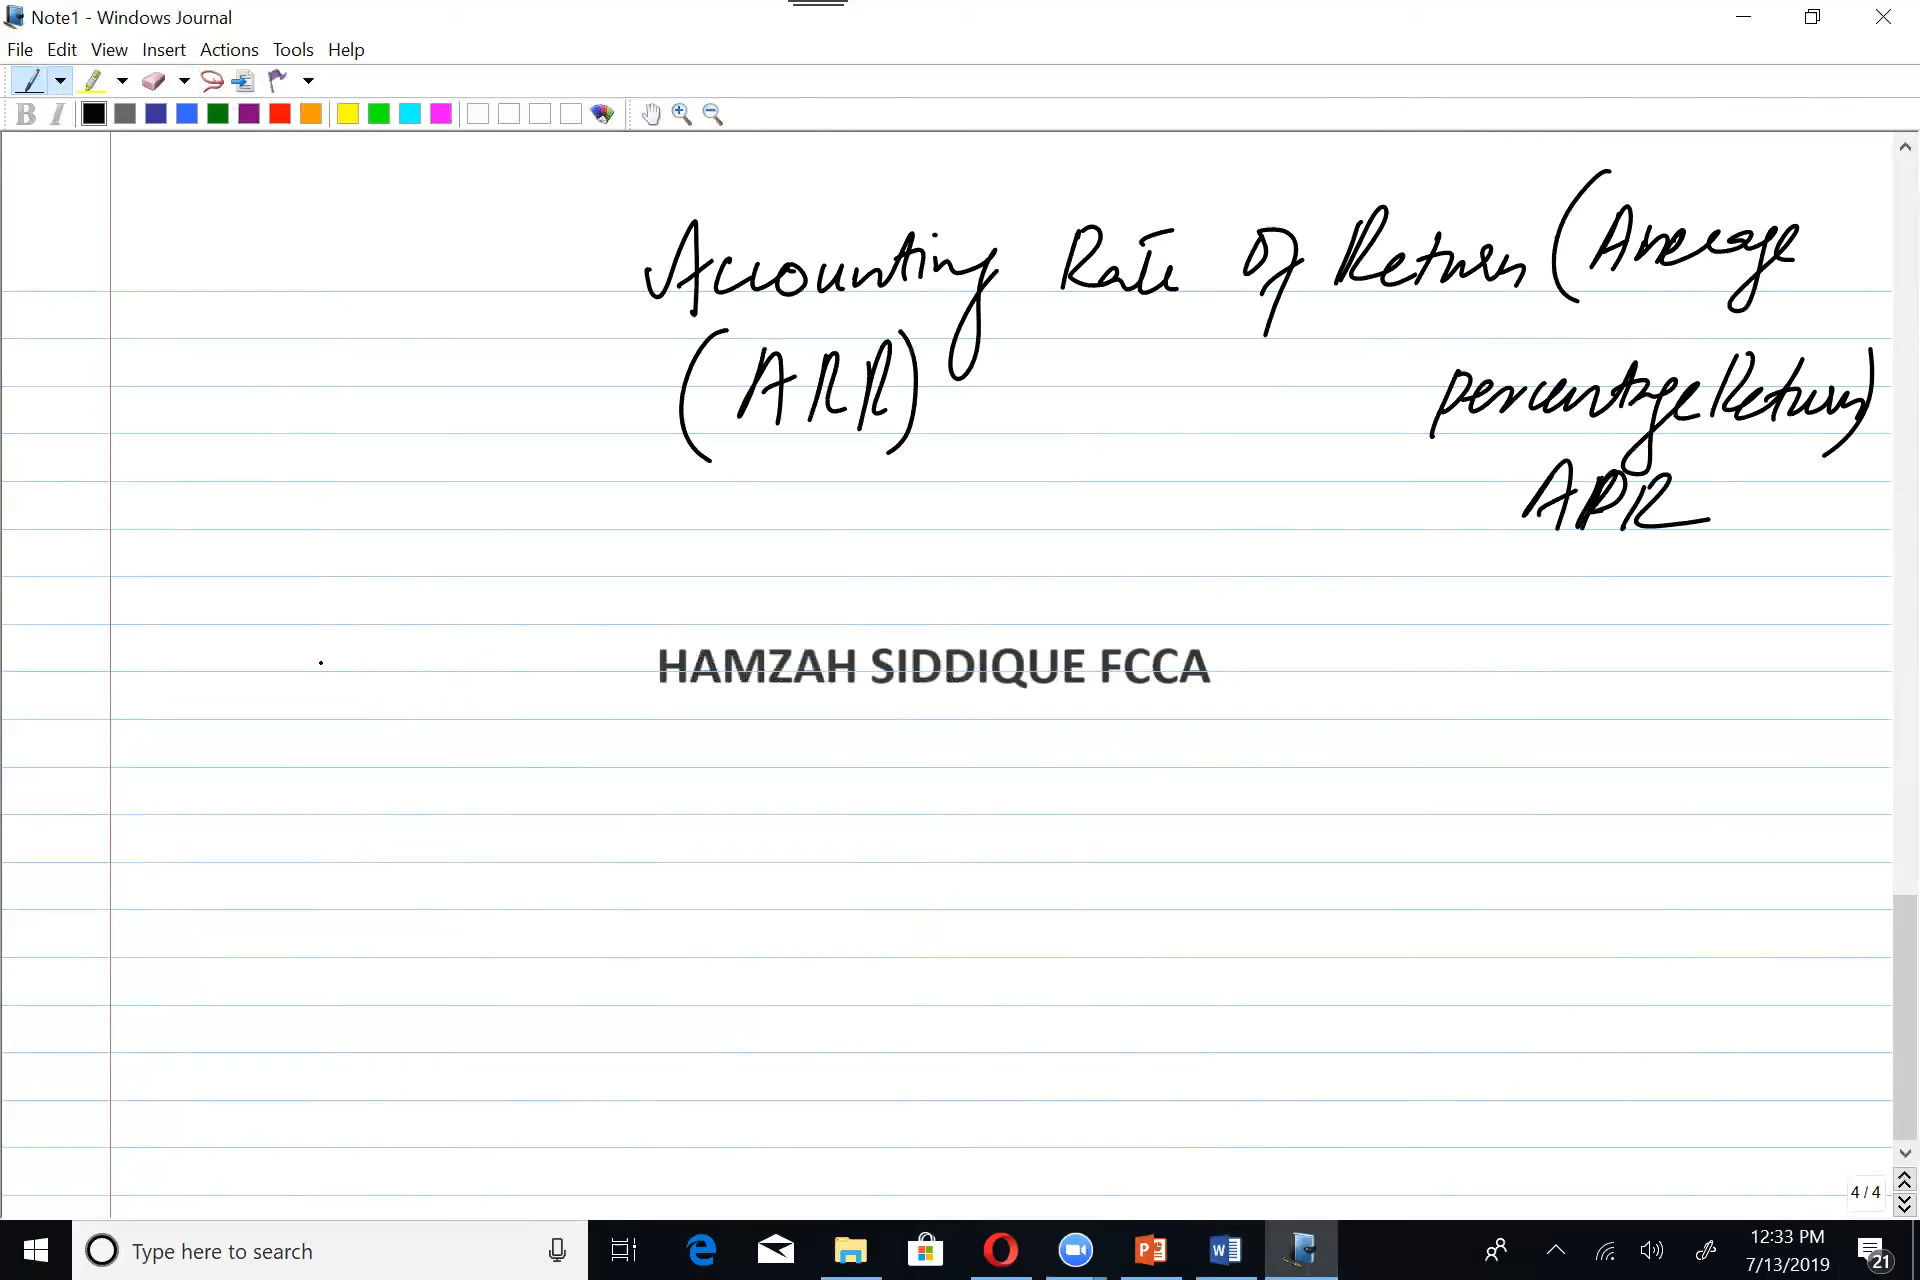 Note1 - Windows Journal
File Edit View Insert Actions Tools Help
B I
Accounting Rate Of Return (Average
(ARR) percentage Return)
APR
HAMZAH SIDDIQUE FCCA
4 / 4
Type here to search
12:33 PM
7/13/2019
21